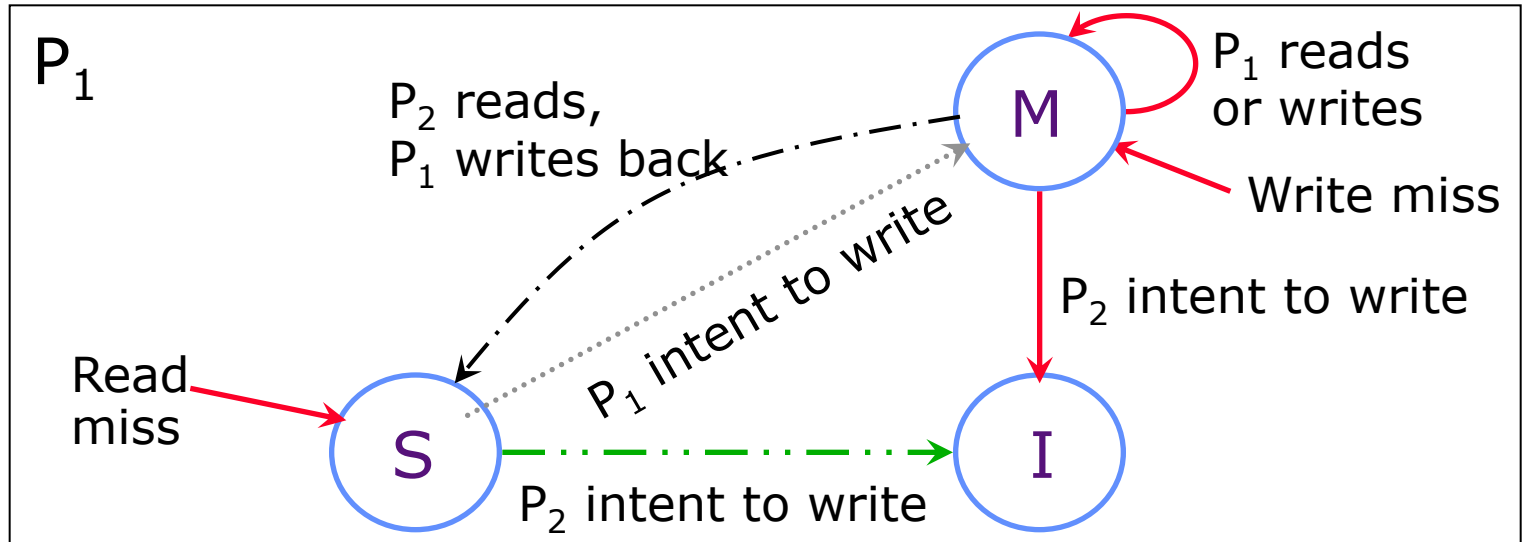 P₁
P₂ reads,
P₁ writes back
M
P₁ reads
or writes
Write miss
P₁ intent to write
P₂ intent to write
Read
miss
S
I
P₂ intent to write